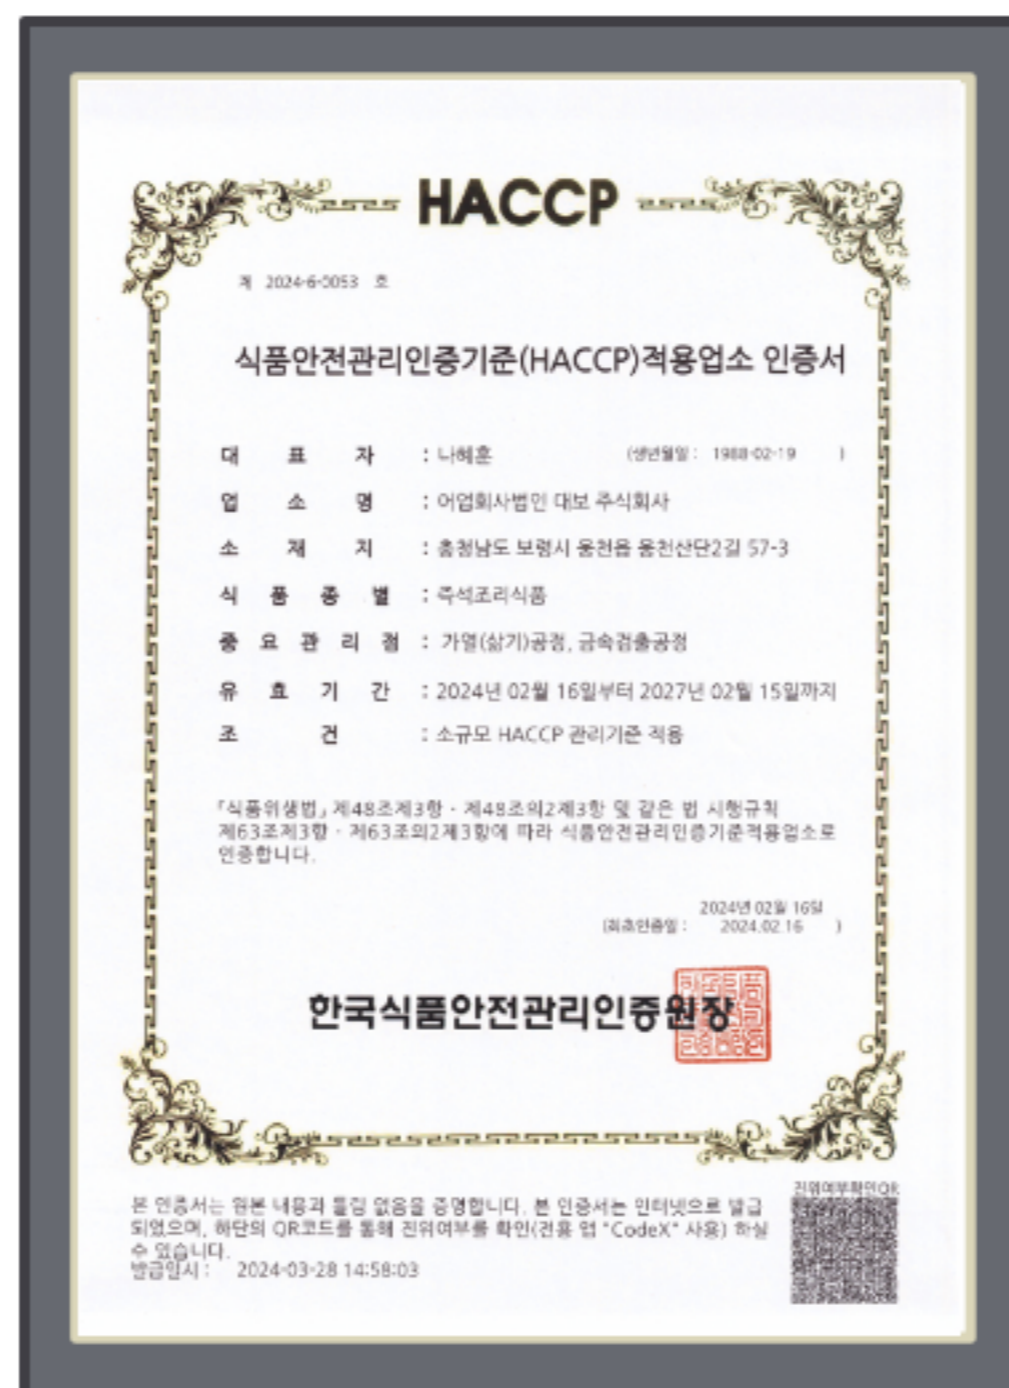 HACCP
제 2024-6-0053 호
식품안전관리인증기준(HACCP)적용업소 인증서
대 표 자 : 나혜훈 (생년월일 : 1988-02-19 )
업 소 명 : 어업회사법인 대보 주식회사
소 재 지 : 충청남도 보령시 웅천읍 웅천산단2길 57-3
식 품 종 별 : 즉석조리식품
중 요 관 리 점 : 가열(삶기)공정, 금속검출공정
유 효 기 간 : 2024년 02월 16일부터 2027년 02월 15일까지
조 건 : 소규모 HACCP 관리기준 적용
「식품위생법」 제48조제3항 · 제48조의2제3항 및 같은 법 시행규칙
제63조제3항 · 제63조의2제3항에 따라 식품안전관리인증기준적용업소로
인증합니다.
2024년 02월 16일
(최초인증일 : 2024.02.16 )
한국식품안전관리인증원장
진위여부확인QR
본 인증서는 원본 내용과 틀림 없음을 증명합니다. 본 인증서는 인터넷으로 발급
되었으며, 하단의 QR코드를 통해 진위여부를 확인(전용 앱 "CodeX" 사용) 하실
수 있습니다.
발급일시 : 2024-03-28 14:58:03